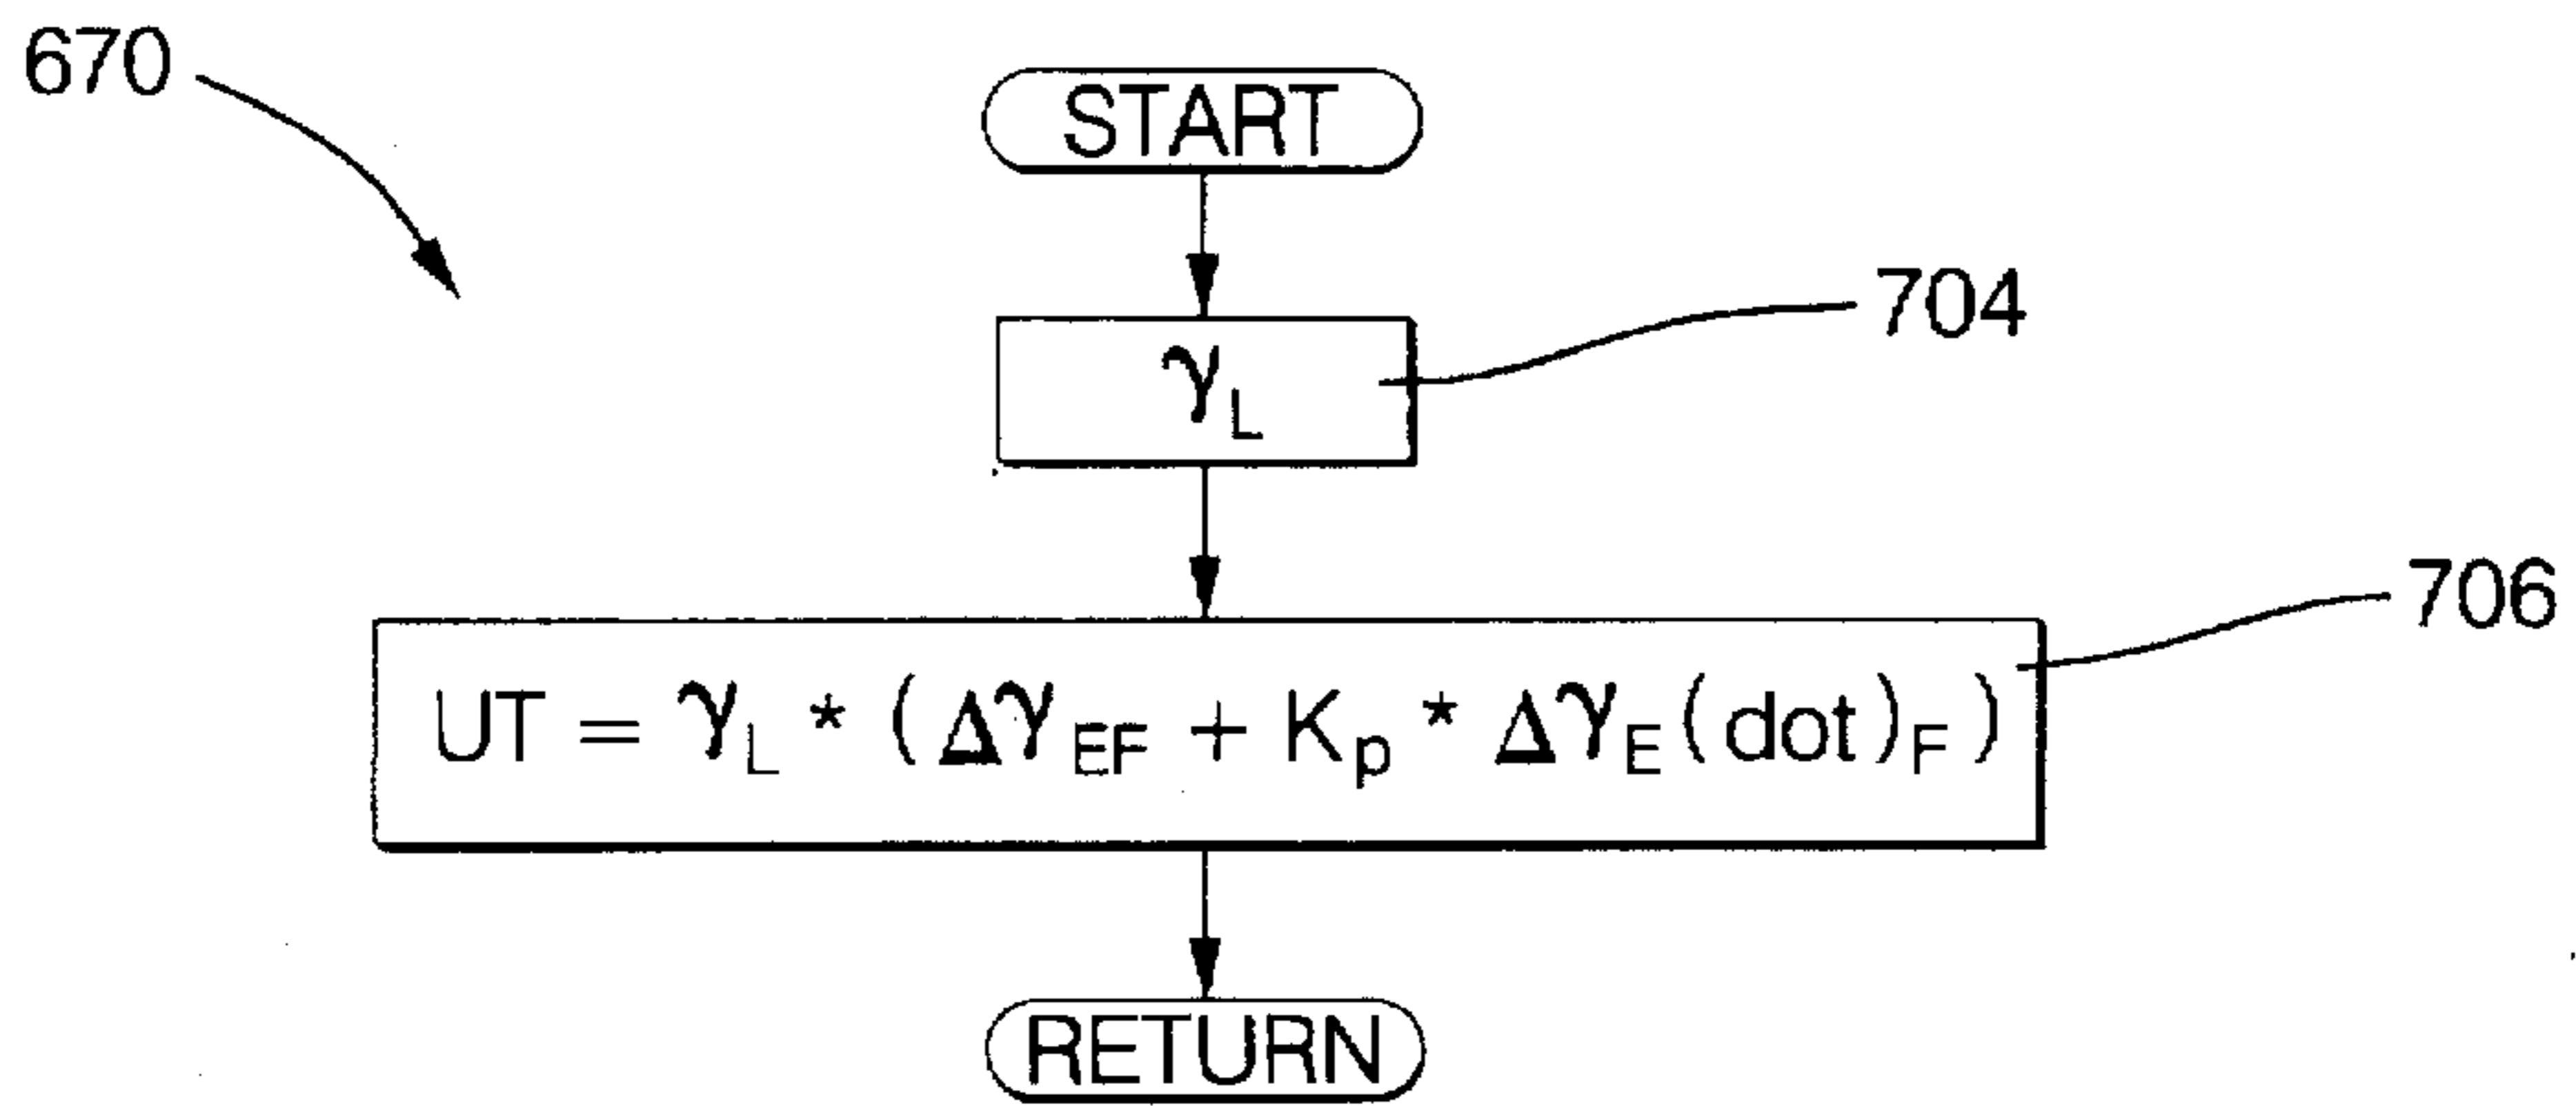 670
START
γL
704
UT = γL * (ΔγEF + Kp * ΔγE(dot)F)
706
RETURN